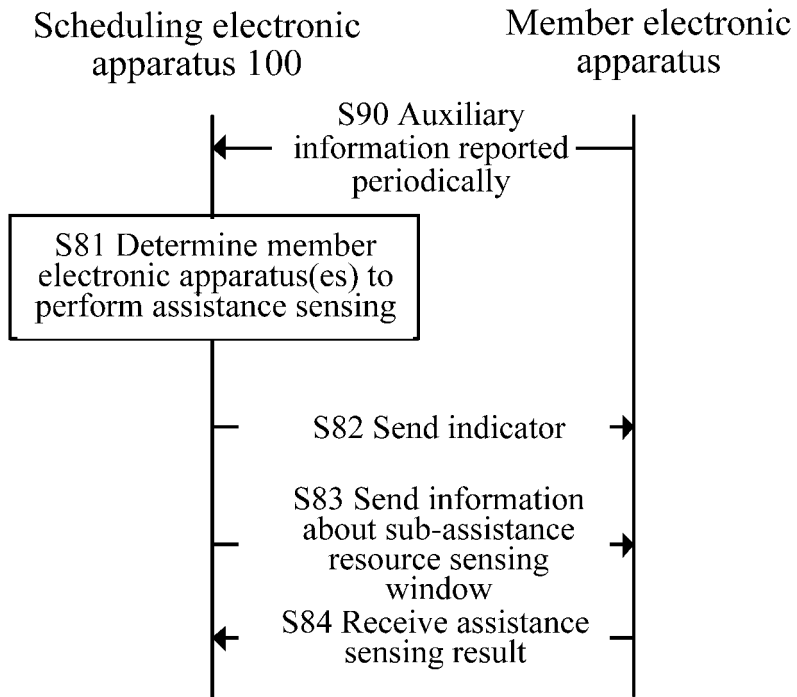 Scheduling electronic
apparatus 100
Member electronic
apparatus
S90 Auxiliary
information reported
periodically
S81 Determine member
electronic apparatus(es) to
perform assistance sensing
S82 Send indicator
S83 Send information
about sub-assistance
resource sensing
window
S84 Receive assistance
sensing result